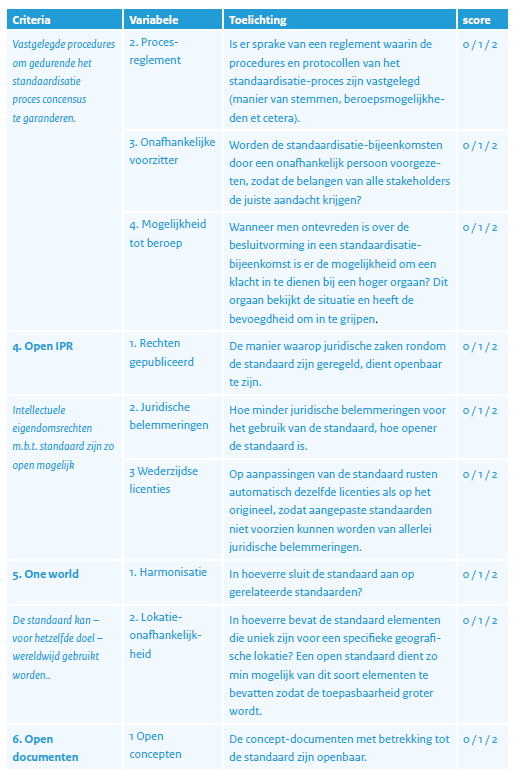 Criteria
Variabele
Toelichting
score
Vastgelegde procedures
om gedurende het
standaardisatie
proces concensus
te garanderen.
2. Proces-
reglement
Is er sprake van een reglement waarin de
procedures en protocollen van het
standaardisatie-proces zijn vastgelegd
(manier van stemmen, beroepsmogelijkhe-
den et cetera).
0 / 1 / 2
3. Onafhankelijke
voorzitter
Worden de standaardisatie-bijeenkomsten
door een onafhankelijk persoon voorgeze-
ten, zodat de belangen van alle stakeholders
de juiste aandacht krijgen?
0 / 1 / 2
4. Mogelijkheid
tot beroep
Wanneer men ontevreden is over de
besluitvorming in een standaardisatie-
bijeenkomst is er de mogelijkheid om een
klacht in te dienen bij een hoger orgaan? Dit
orgaan bekijkt de situatie en heeft de
bevoegdheid om in te grijpen.
0 / 1 / 2
4. Open IPR
1. Rechten
gepubliceerd
De manier waarop juridische zaken rondom
de standaard zijn geregeld, dient openbaar
te zijn.
0 / 1 / 2
Intellectuele
eigendomsrechten
m.b.t. standaard zijn zo
open mogelijk
2. Juridische
belemmeringen
Hoe minder juridische belemmeringen voor
het gebruik van de standaard, hoe opener
de standaard is.
0 / 1 / 2
3 Wederzijdse
licenties
Op aanpassingen van de standaard rusten
automatisch dezelfde licenties als op het
origineel, zodat aangepaste standaarden
niet voorzien kunnen worden van allerlei
juridische belemmeringen.
0 / 1 / 2
5. One world
1. Harmonisatie
In hoeverre sluit de standaard aan op
gerelateerde standaarden?
0 / 1 / 2
De standaard kan –
voor hetzelfde doel –
wereldwijd gebruikt
worden..
2. Lokatie-
onafhankelijk-
heid
In hoeverre bevat de standaard elementen
die uniek zijn voor een specifieke geografi-
sche lokatie? Een open standaard dient zo
min mogelijk van dit soort elementen te
bevatten zodat de toepasbaarheid groter
wordt.
0 / 1 / 2
6. Open
documenten
1 Open
concepten
De concept-documenten met betrekking tot
de standaard zijn openbaar.
0 / 1 / 2